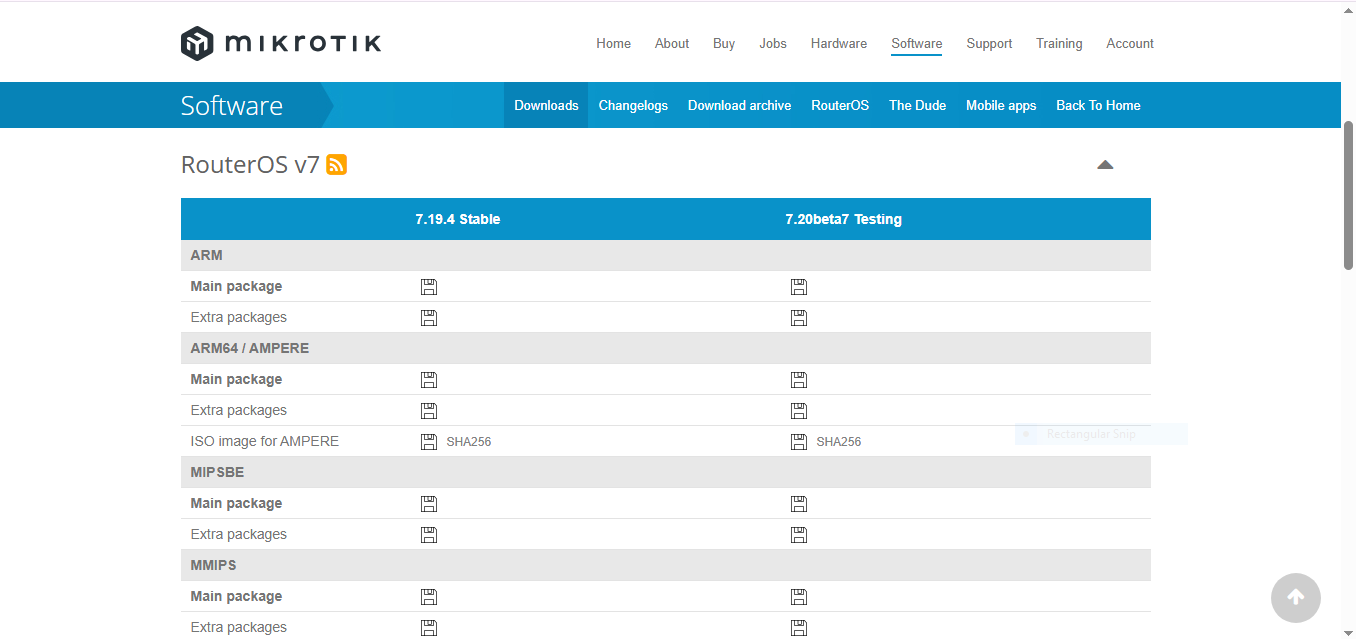 mikrotik
Home About Buy Jobs Hardware Software Support Training Account
Software Downloads Changelogs Download archive RouterOS The Dude Mobile apps Back To Home
RouterOS v7
7.19.4 Stable 7.20beta7 Testing
ARM
Main package
Extra packages
ARM64 / AMPERE
Main package
Extra packages
Rectangular Snip
ISO image for AMPERE SHA256 SHA256
MIPSBE
Main package
Extra packages
MMIPS
Main package
Extra packages